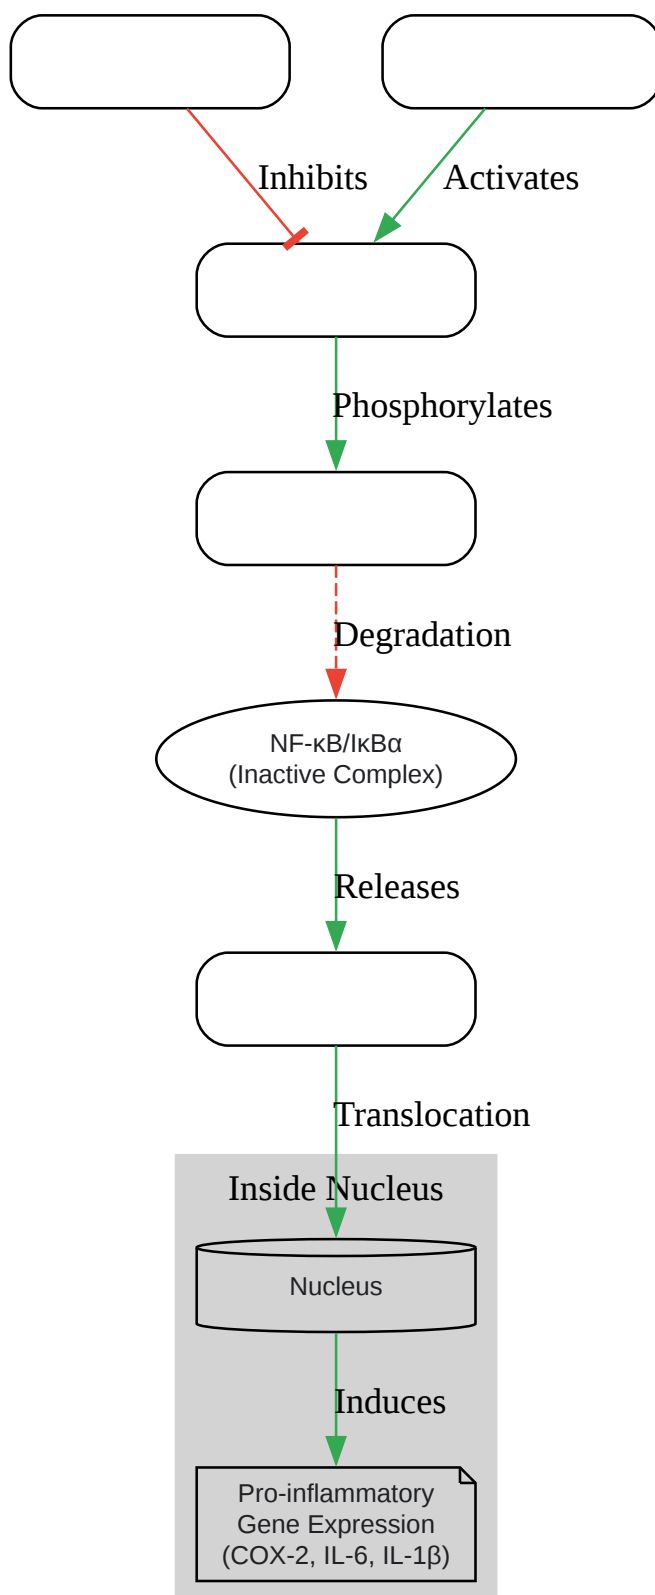 Inhibits
Activates
Phosphorylates
Degradation
NF-κB/IκBα
(Inactive Complex)
Releases
Translocation
Inside Nucleus
Nucleus
Induces
Pro-inflammatory
Gene Expression
(COX-2, IL-6, IL-1β)